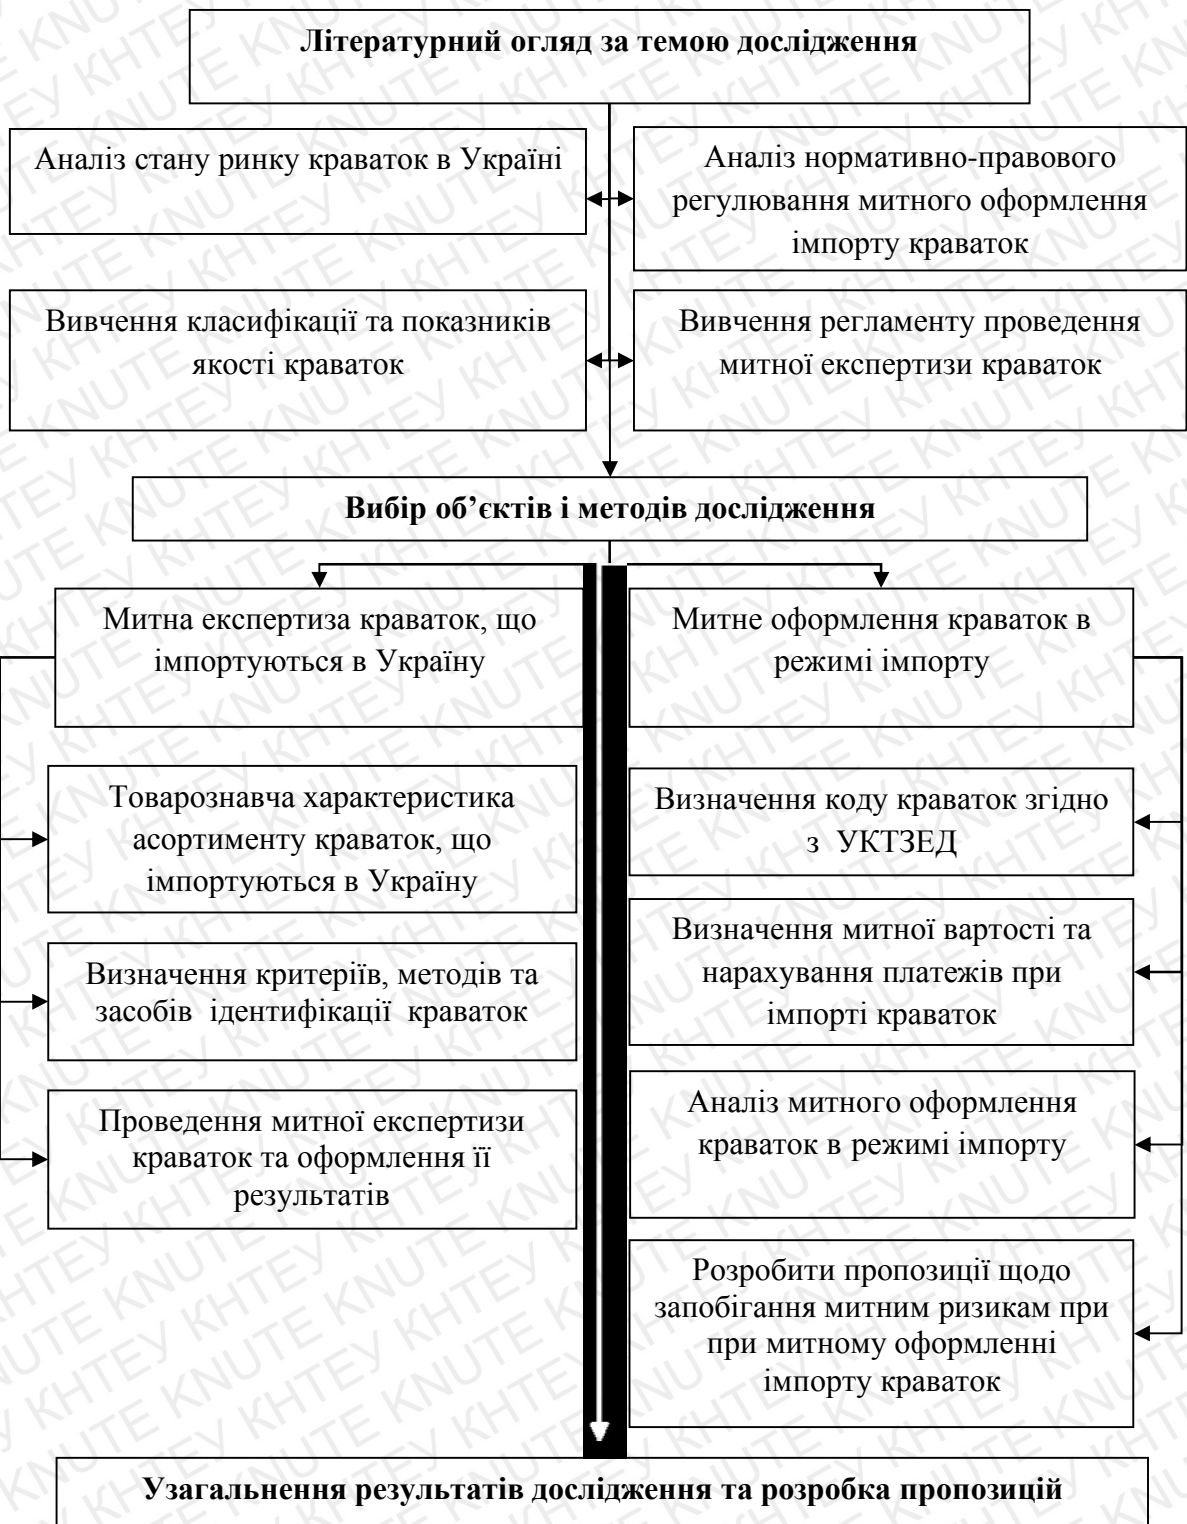 Літературний огляд за темою дослідження
Аналіз стану ринку краваток в Україні
Аналіз нормативно-правового
регулювання митного оформлення
імпорту краваток
Вивчення класифікації та показників
якості краваток
Вивчення регламенту проведення
митної експертизи краваток
Вибір об’єктів і методів дослідження
Митна експертиза краваток, що
імпортуються в Україну
Товарознавча характеристика
асортименту краваток, що
імпортуються в Україну
Визначення критеріїв, методів та
засобів ідентифікації краваток
Проведення митної експертизи
краваток та оформлення її
результатів
Митне оформлення краваток в
режимі імпорту
Визначення коду краваток згідно
з УКТЗЕД
Визначення митної вартості та
нарахування платежів при
імпорті краваток
Аналіз митного оформлення
краваток в режимі імпорту
Розробити пропозиції щодо
запобігання митним ризикам при
при митному оформленні
імпорту краваток
Узагальнення результатів дослідження та розробка пропозицій
KNUTE КНТЕУ